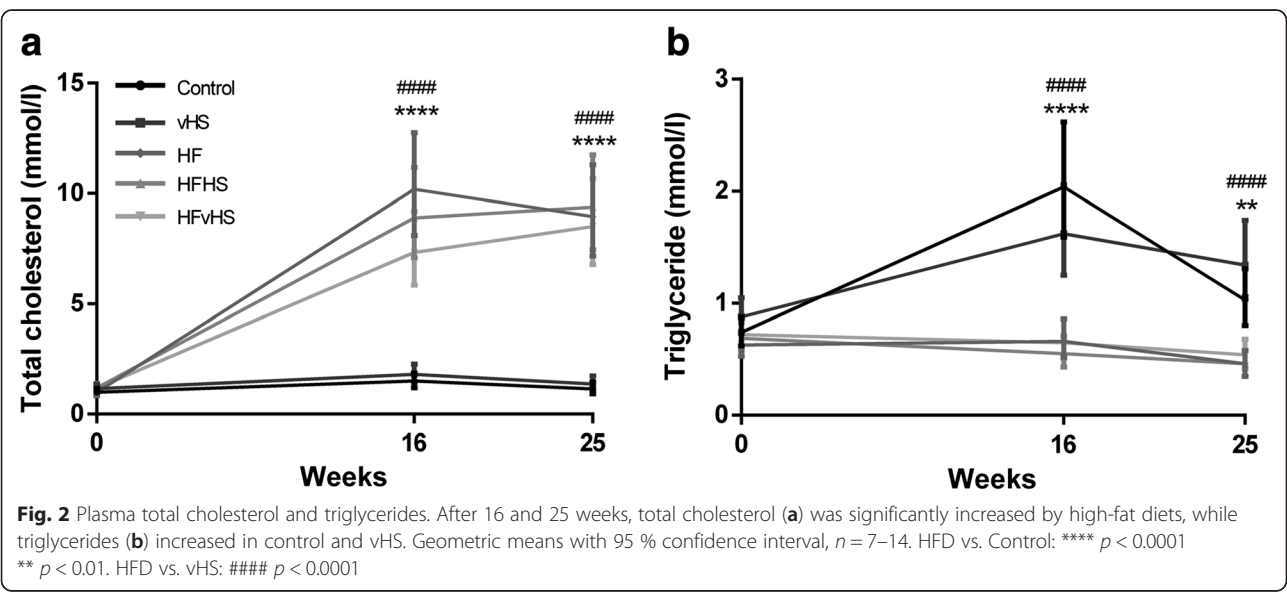 a
15
10
5
0
Total cholesterol (mmol/l)
Control
vHS
HF
HFHS
HFvHS
####
****
####
****
0
16
25
Weeks
b
3
2
1
0
Triglyceride (mmol/l)
####
****
####
**
0
16
25
Weeks
Fig. 2 Plasma total cholesterol and triglycerides. After 16 and 25 weeks, total cholesterol (a) was significantly increased by high-fat diets, while
triglycerides (b) increased in control and vHS. Geometric means with 95 % confidence interval, n = 7–14. HFD vs. Control: **** p < 0.0001
** p < 0.01. HFD vs. vHS: #### p < 0.0001